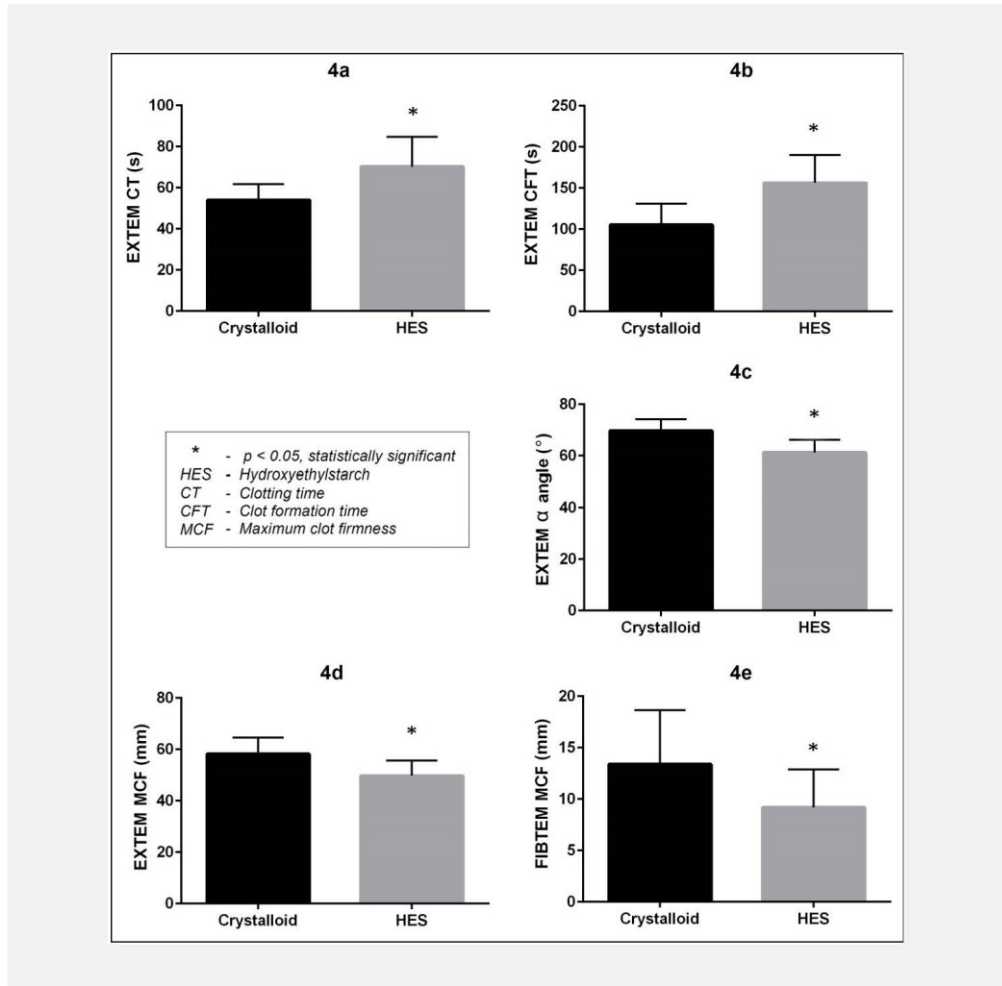 4a
EXTEM CT (s)
100
80
60
40
20
0
*
Crystalloid HES
4b
EXTEM CFT (s)
250
200
150
100
50
0
*
Crystalloid HES
* - p < 0.05, statistically significant
HES - Hydroxyethylstarch
CT - Clotting time
CFT - Clot formation time
MCF - Maximum clot firmness
4c
EXTEM α angle (°)
80
60
40
20
0
*
Crystalloid HES
4d
EXTEM MCF (mm)
80
60
40
20
0
*
Crystalloid HES
4e
FIBTEM MCF (mm)
20
15
10
5
0
*
Crystalloid HES